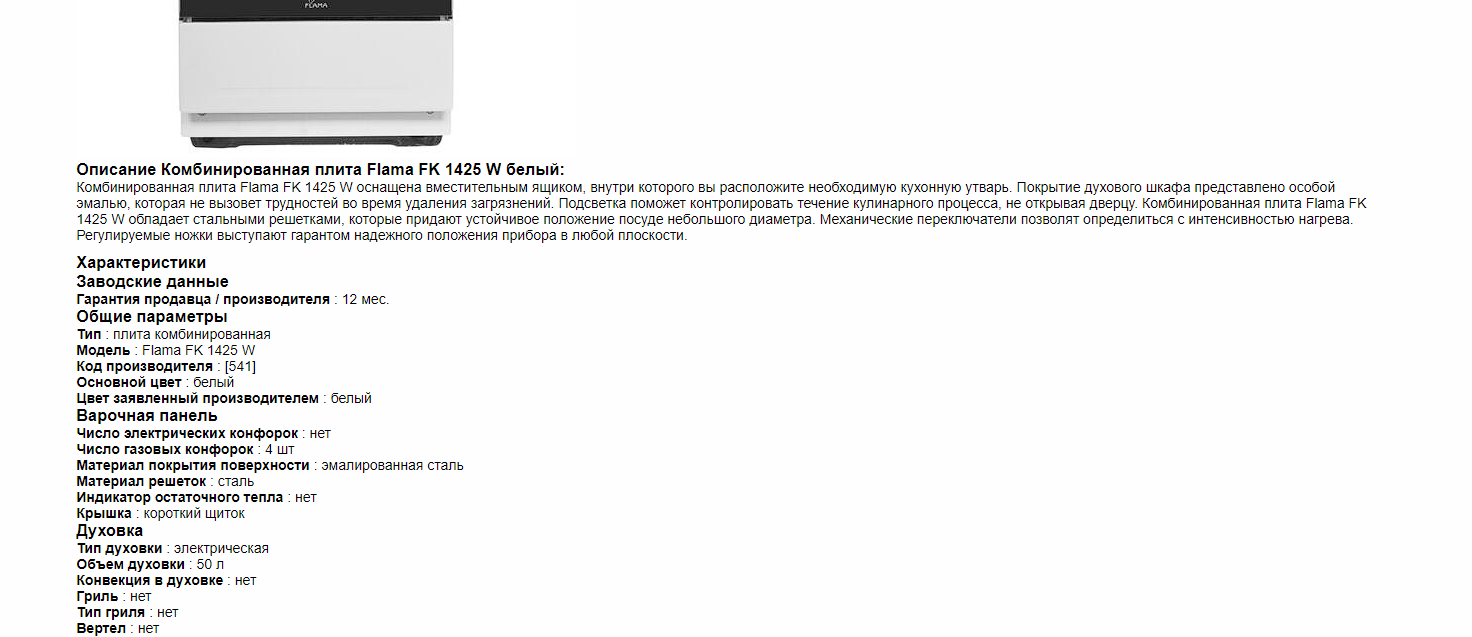 FLAMA
Описание Комбинированная плита Flama FK 1425 W белый:
Комбинированная плита Flama FK 1425 W оснащена вместительным ящиком, внутри которого вы расположите необходимую кухонную утварь. Покрытие духового шкафа представлено особой
эмалью, которая не вызовет трудностей во время удаления загрязнений. Подсветка поможет контролировать течение кулинарного процесса, не открывая дверцу. Комбинированная плита Flama FK
1425 W обладает стальными решетками, которые придают устойчивое положение посуде небольшого диаметра. Механические переключатели позволят определиться с интенсивностью нагрева.
Регулируемые ножки выступают гарантом надежного положения прибора в любой плоскости.
Характеристики
Заводские данные
Гарантия продавца / производителя : 12 мес.
Общие параметры
Тип : плита комбинированная
Модель : Flama FK 1425 W
Код производителя : [541]
Основной цвет : белый
Цвет заявленный производителем : белый
Варочная панель
Число электрических конфорок : нет
Число газовых конфорок : 4 шт
Материал покрытия поверхности : эмалированная сталь
Материал решеток : сталь
Индикатор остаточного тепла : нет
Крышка : короткий щиток
Духовка
Тип духовки : электрическая
Объем духовки : 50 л
Конвекция в духовке : нет
Гриль : нет
Тип гриля : нет
Вертел : нет